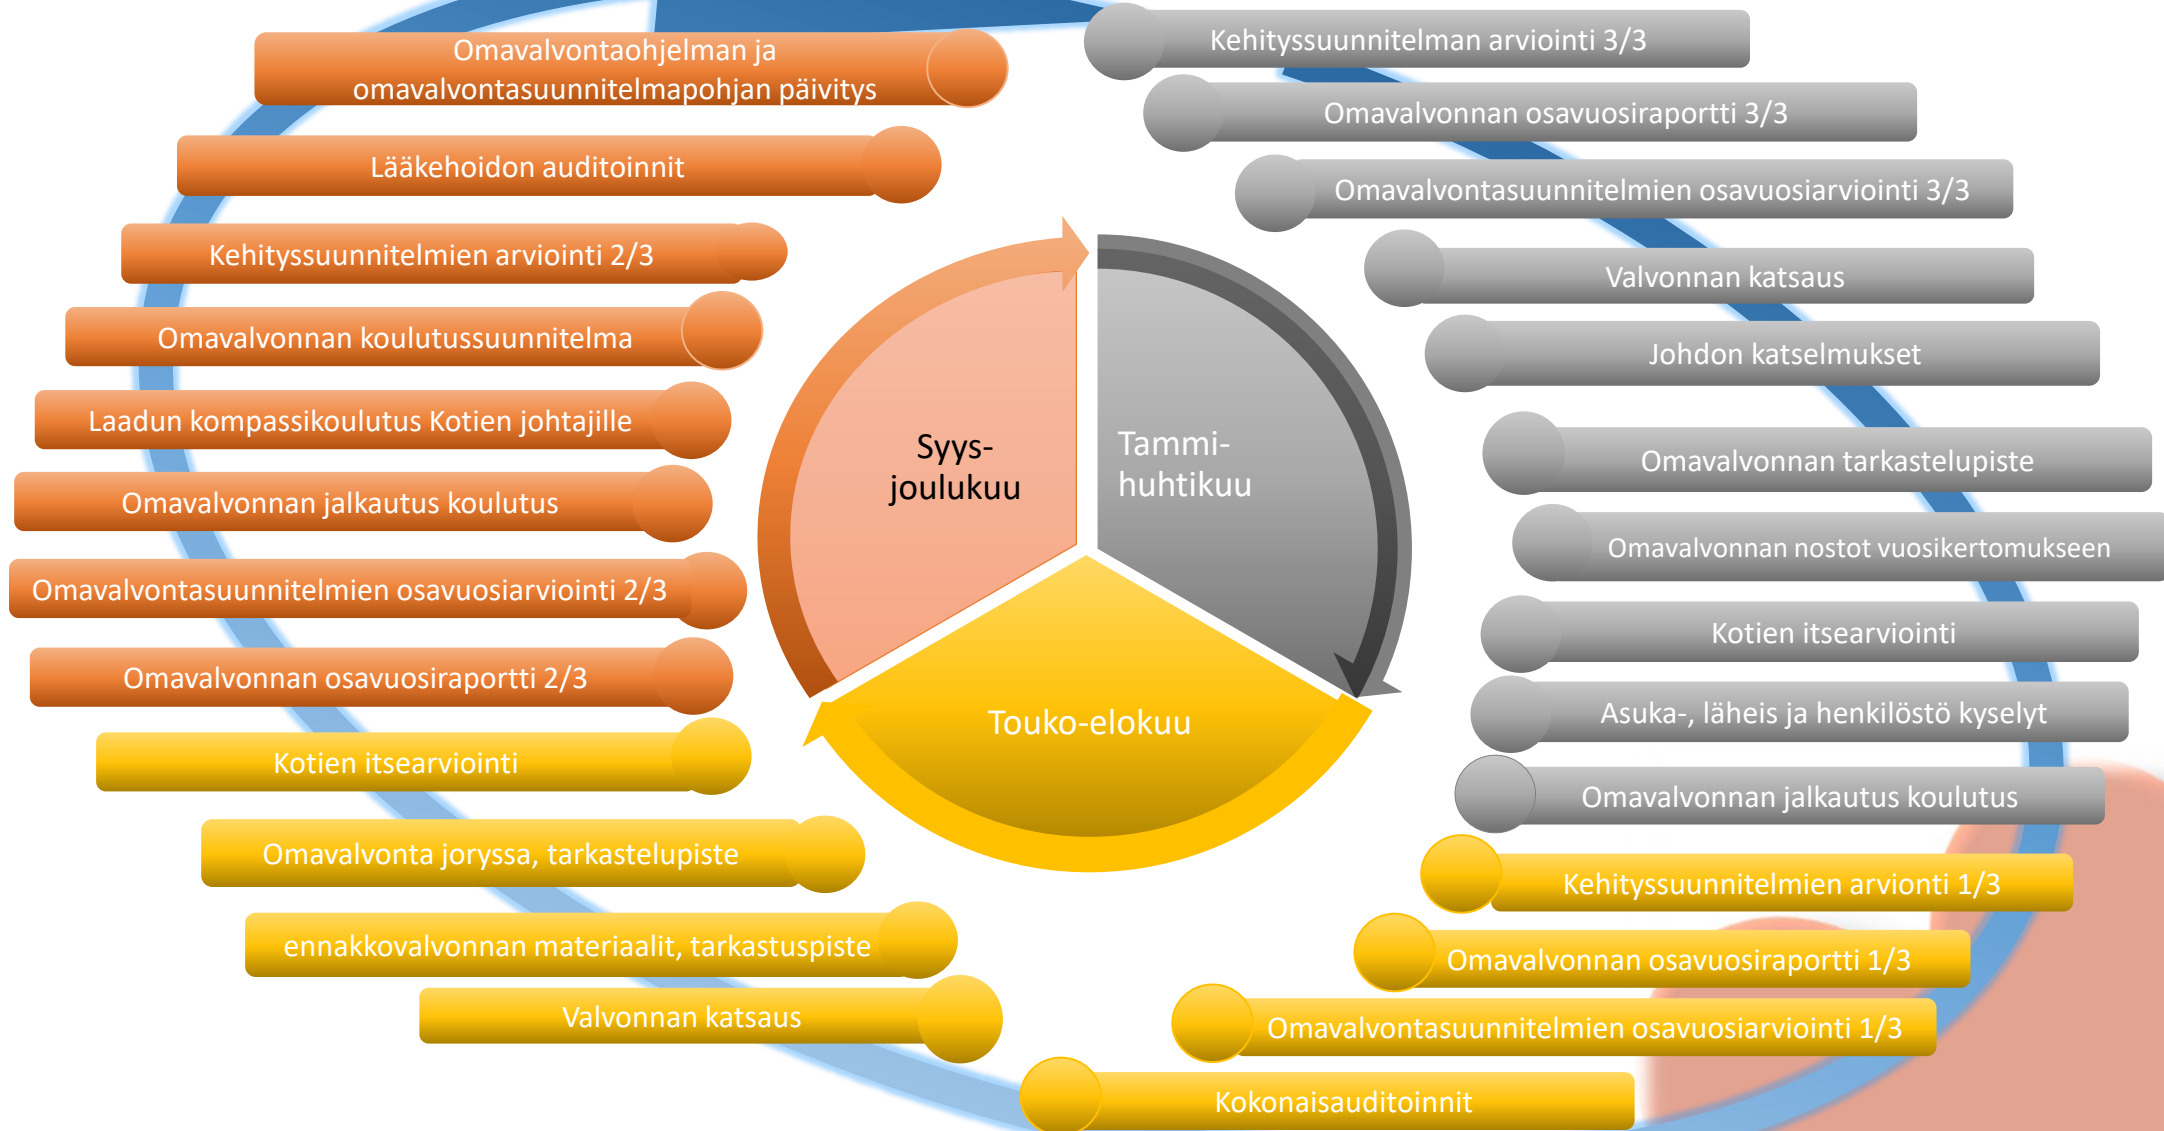 Omavalvontaohjelman ja
omavalvontasuunnitelmapohjan päivitys
Lääkehoidon auditoinnit
Kehityssuunnitelmien arviointi 2/3
Omavalvonnan koulutussuunnitelma
Laadun kompassikoulutus Kotien johtajille
Omavalvonnan jalkautus koulutus
Omavalvontasuunnitelmien osavuosiarviointi 2/3
Omavalvonnan osavuosiraportti 2/3
Kotien itsearviointi
Omavalvonta joryssa, tarkastelupiste
ennakkovalvonnan materiaalit, tarkastuspiste
Valvonnan katsaus
Syys-
joulukuu
Tammi-
huhtikuu
Touko-elokuu
Kehityssuunnitelman arviointi 3/3
Omavalvonnan osavuosiraportti 3/3
Omavalvontasuunnitelmien osavuosiarviointi 3/3
Valvonnan katsaus
Johdon katselmukset
Omavalvonnan tarkastelupiste
Omavalvonnan nostot vuosikertomukseen
Kotien itsearviointi
Asuka-, läheis ja henkilöstö kyselyt
Omavalvonnan jalkautus koulutus
Kehityssuunnitelmien arvionti 1/3
Omavalvonnan osavuosiraportti 1/3
Omavalvontasuunnitelmien osavuosiarviointi 1/3
Kokonaisauditoinnit